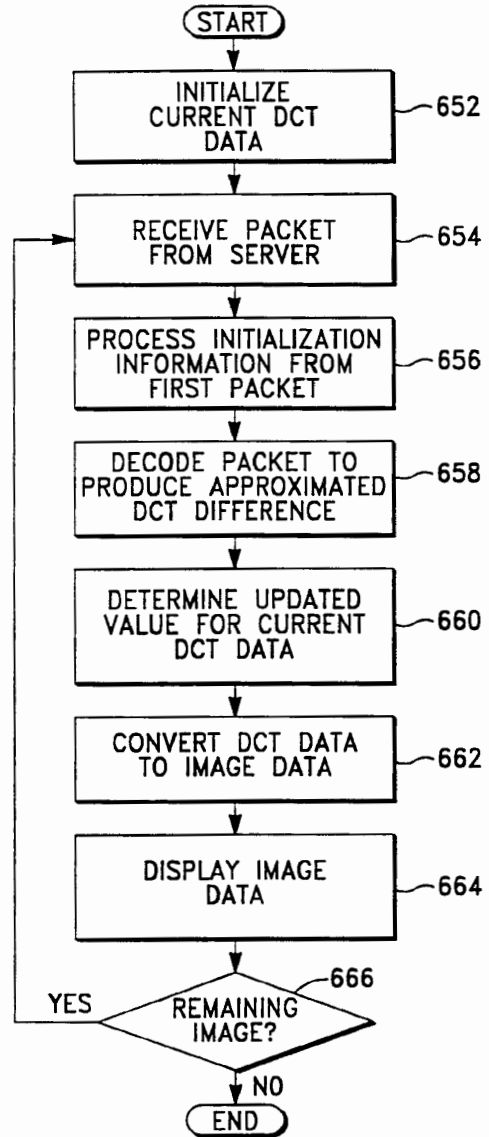 START
INITIALIZE
CURRENT DCT
DATA
652
RECEIVE PACKET
FROM SERVER
654
PROCESS INITIALIZATION
INFORMATION FROM
FIRST PACKET
656
DECODE PACKET TO
PRODUCE APPROXIMATED
DCT DIFFERENCE
658
DETERMINE UPDATED
VALUE FOR CURRENT
DCT DATA
660
CONVERT DCT DATA
TO IMAGE DATA
662
DISPLAY IMAGE
DATA
664
666
YES
REMAINING
IMAGE?
NO
END